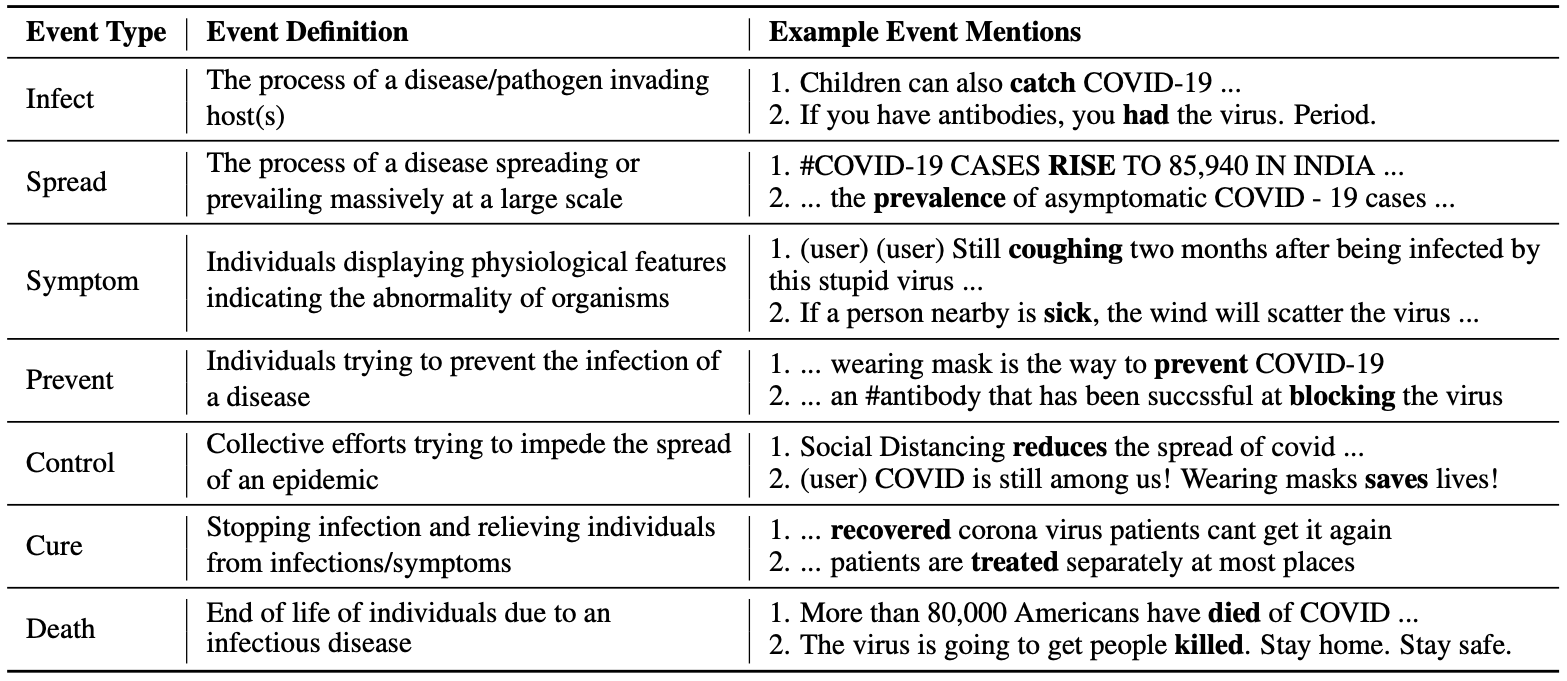 Event Type Event Definition Example Event Mentions
Infect
The process of a disease/pathogen invading
host(s)
1. Children can also catch COVID-19 ...
2. If you have antibodies, you had the virus. Period.
Spread
The process of a disease spreading or
prevailing massively at a large scale
1. #COVID-19 CASES RISE TO 85,940 IN INDIA ...
2. ... the prevalence of asymptomatic COVID - 19 cases ...
Symptom
Individuals displaying physiological features
indicating the abnormality of organisms
1. (user) (user) Still coughing two months after being infected by
this stupid virus ...
2. If a person nearby is sick, the wind will scatter the virus ...
Prevent
Individuals trying to prevent the infection of
a disease
1. ... wearing mask is the way to prevent COVID-19
2. ... an #antibody that has been succssful at blocking the virus
Control
Collective efforts trying to impede the spread
of an epidemic
1. Social Distancing reduces the spread of covid ...
2. (user) COVID is still among us! Wearing masks saves lives!
Cure
Stopping infection and relieving individuals
from infections/symptoms
1. ... recovered corona virus patients cant get it again
2. ... patients are treated separately at most places
Death
End of life of individuals due to an
infectious disease
1. More than 80,000 Americans have died of COVID ...
2. The virus is going to get people killed. Stay home. Stay safe.